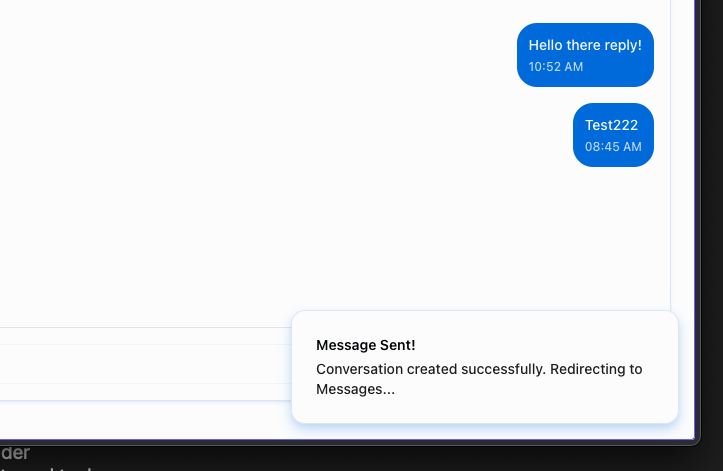 Hello there reply!
10:52 AM
Test222
08:45 AM
Message Sent!
Conversation created successfully. Redirecting to
Messages...
der